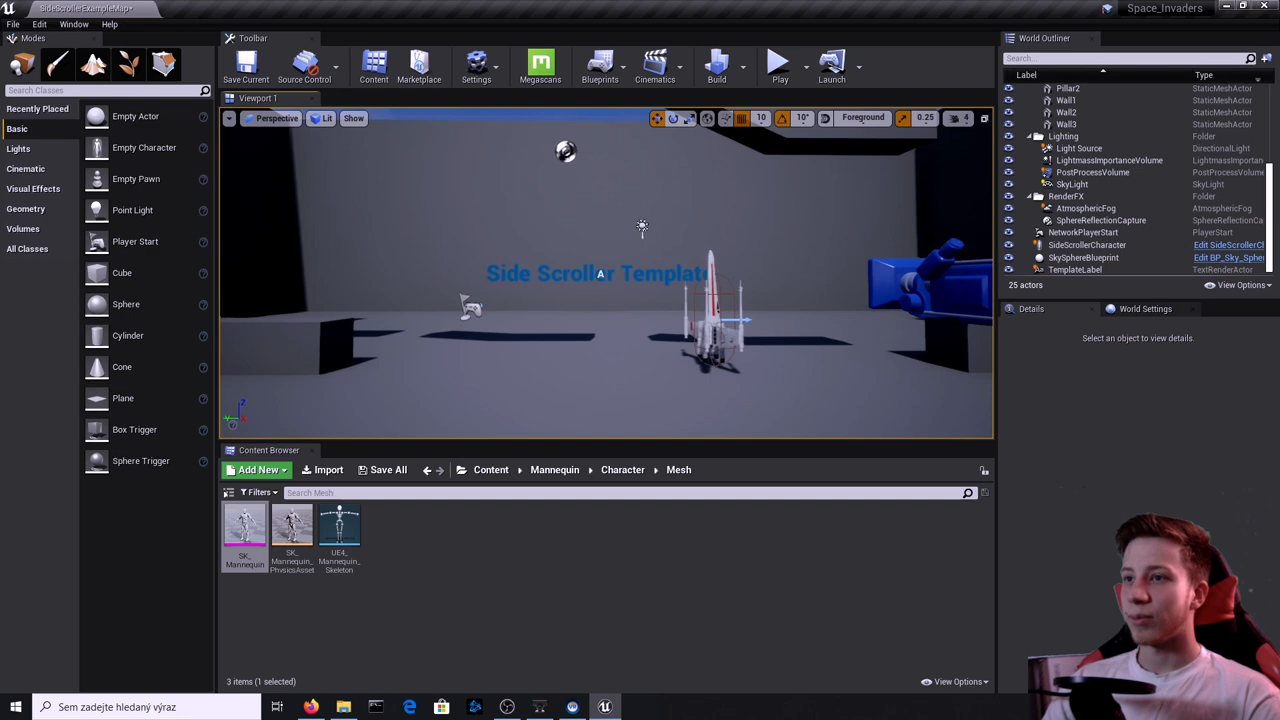 SideScrollerExampleMap*
Space_Invaders
File
Edit
Window
Help
Modes
Search Classes
Recently Placed
Basic
Lights
Cinematic
Visual Effects
Geometry
Volumes
All Classes
Empty Actor
Empty Character
Empty Pawn
Point Light
Player Start
Cube
Sphere
Cylinder
Cone
Plane
Box Trigger
Sphere Trigger
Toolbar
Save Current
Source Control
Content
Marketplace
Settings
Megascans
Blueprints
Cinematics
Build
Play
Launch
Viewport 1
Perspective
Lit
Show
10
10°
Foreground
0.25
4
Side Scroller Template
A
Z
Y
X
Content Browser
Add New
Import
Save All
Content
Mannequin
Character
Mesh
Filters
Search Mesh
SK_
Mannequin
SK_
Mannequin_
PhysicsAsset
UE4_
Mannequin_
Skeleton
3 items (1 selected)
View Options
World Outliner
Search...
Label
Type
Pillar2
StaticMeshActor
Wall1
StaticMeshActor
Wall2
StaticMeshActor
Wall3
StaticMeshActor
Lighting
Folder
Light Source
DirectionalLight
LightmassImportanceVolume
LightmassImportan
PostProcessVolume
PostProcessVolume
SkyLight
SkyLight
RenderFX
Folder
AtmosphericFog
AtmosphericFog
SphereReflectionCapture
SphereReflectionC
NetworkPlayerStart
PlayerStart
SideScrollerCharacter
Edit SideScrollerCl
SkySphereBlueprint
Edit BP_Sky_Sphe
TemplateLabel
TextRenderActor
25 actors
View Options
Details
World Settings
Select an object to view details.
Sem zadejte hledaný výraz